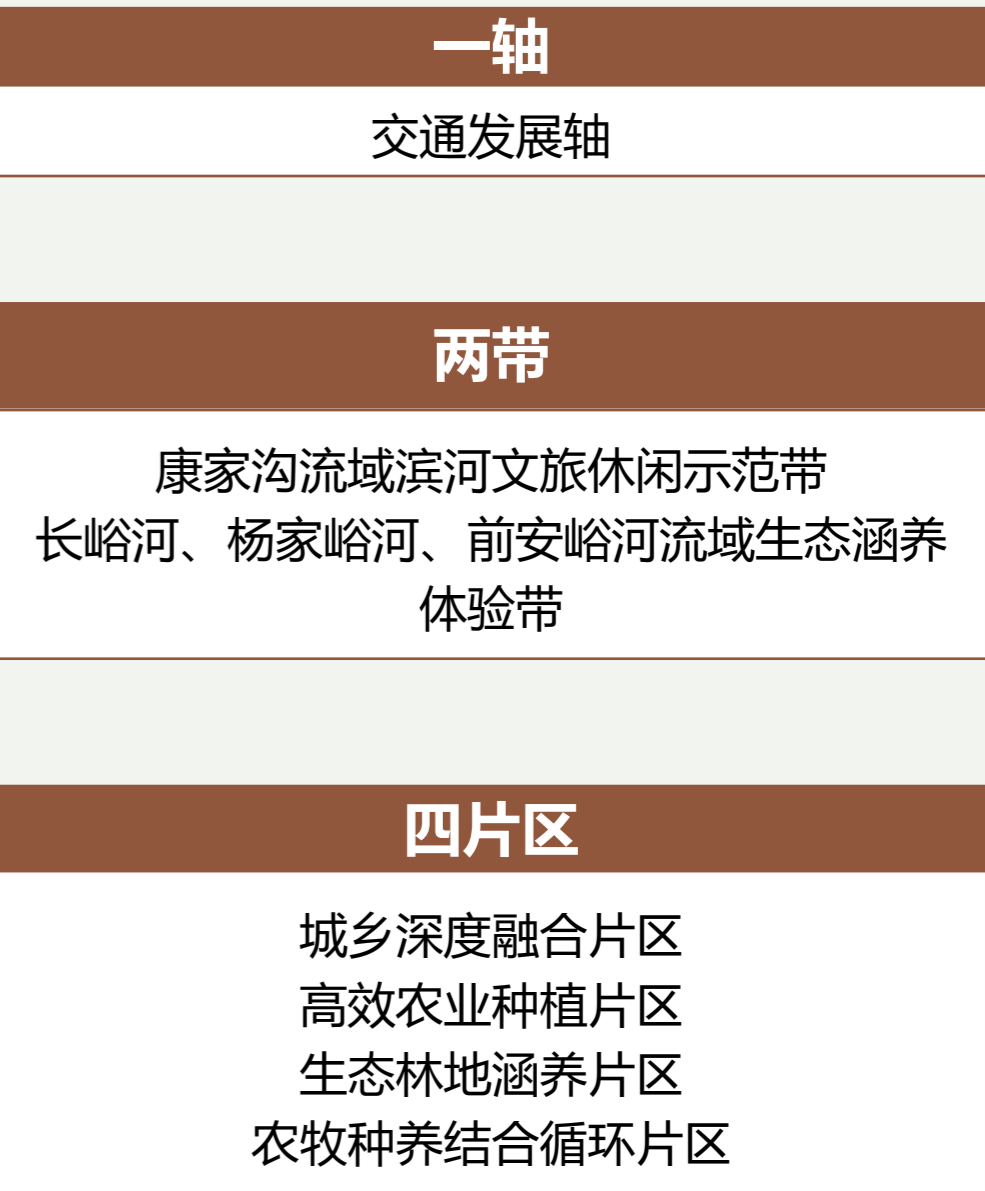 一轴
交通发展轴
两带
康家沟流域滨河文旅休闲示范带
长峪河、杨家峪河、前安峪河流域生态涵养
体验带
四片区
城乡深度融合片区
高效农业种植片区
生态林地涵养片区
农牧种养结合循环片区